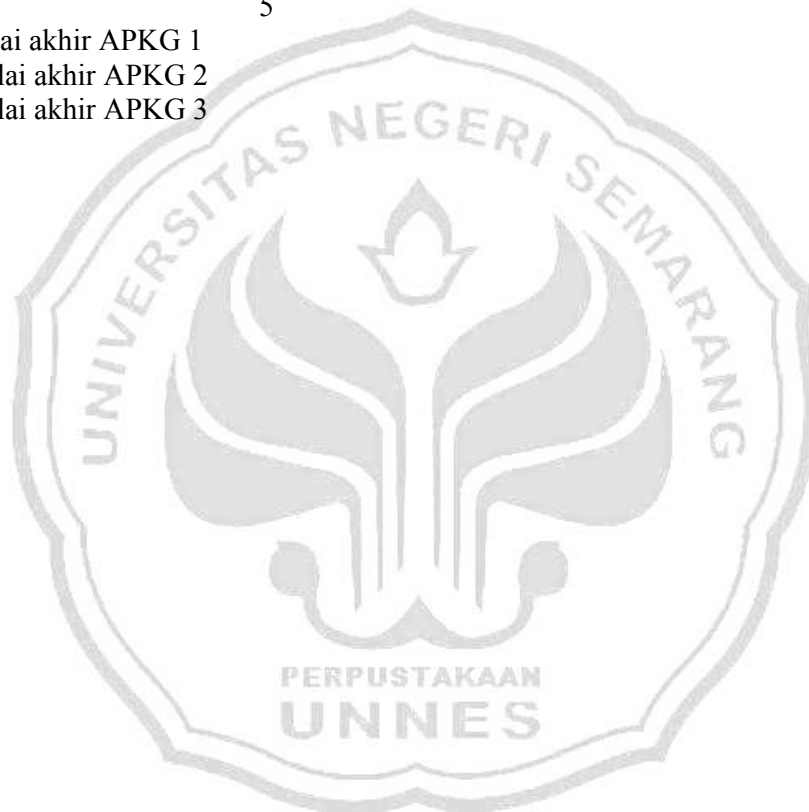 5
ai akhir APKG 1
lai akhir APKG 2
lai akhir APKG 3
UNIVERSITAS NEGERI SEMARANG
PERPUSTAKAAN
UNNES